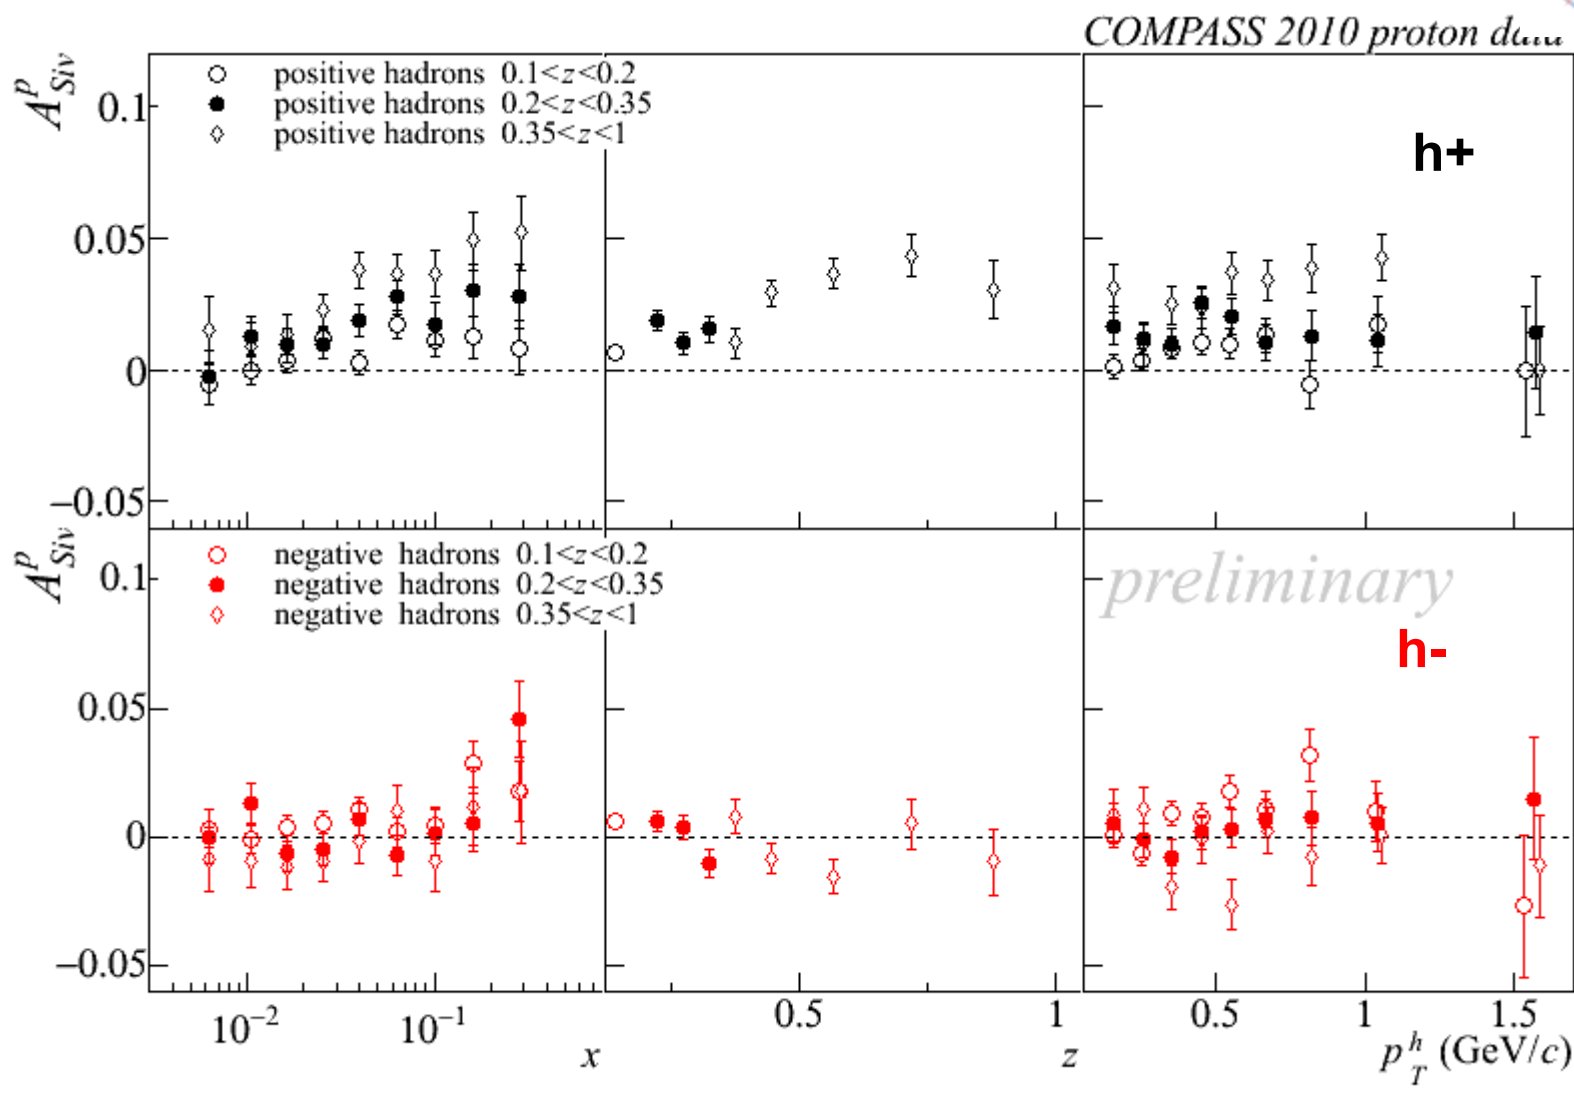 COMPASS 2010 proton data
A^p_Siv
positive hadrons 0.1<z<0.2
positive hadrons 0.2<z<0.35
positive hadrons 0.35<z<1
h+
0.1
0.05
0
−0.05
A^p_Siv
negative hadrons 0.1<z<0.2
negative hadrons 0.2<z<0.35
negative hadrons 0.35<z<1
preliminary
h-
0.1
0.05
0
−0.05
10⁻² 10⁻¹ 0.5 1 0.5 1 1.5
x z p^h_T (GeV/c)